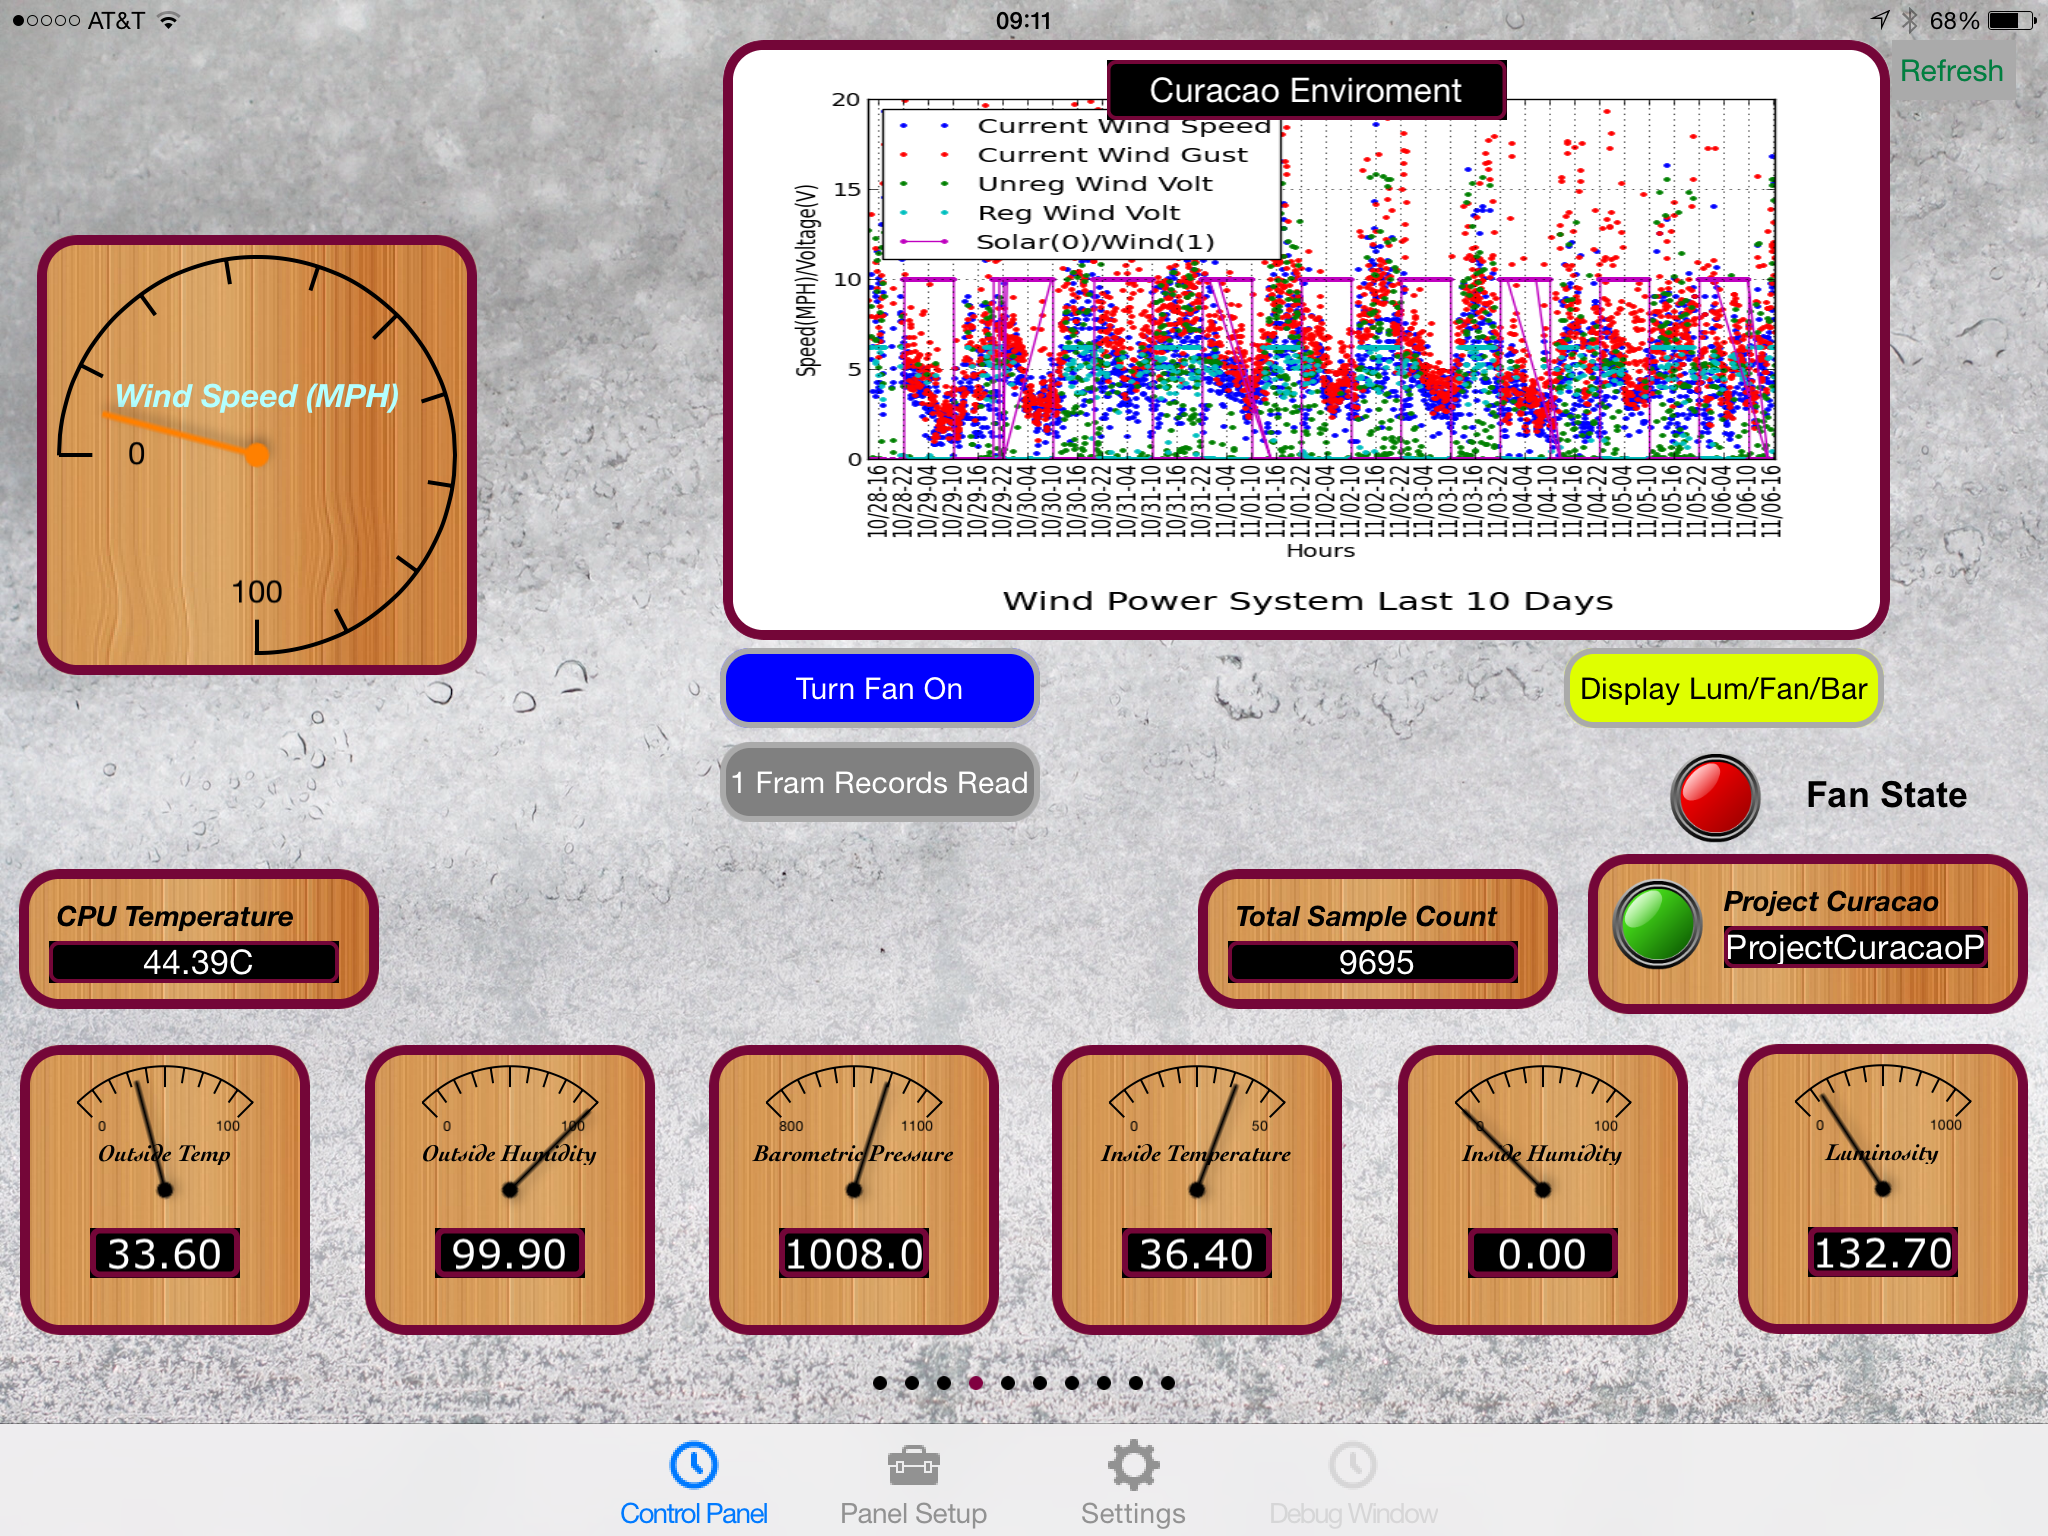 AT&T
09:11
68%
Refresh
Curacao Enviroment
20
15
10
5
0
Speed(MPH)/Voltage(V)
Current Wind Speed
Current Wind Gust
Unreg Wind Volt
Reg Wind Volt
Solar(0)/Wind(1)
10/28-16
10/28-22
10/29-04
10/29-10
10/29-16
10/29-22
10/30-04
10/30-10
10/30-16
10/30-22
10/31-04
10/31-10
10/31-16
10/31-22
11/01-04
11/01-10
11/01-16
11/01-22
11/02-04
11/02-10
11/02-16
11/02-22
11/03-04
11/03-10
11/03-16
11/03-22
11/04-04
11/04-10
11/04-16
11/04-22
11/05-04
11/05-10
11/05-16
11/05-22
11/06-04
11/06-10
11/06-16
Hours
Wind Power System Last 10 Days
Wind Speed (MPH)
0
100
Turn Fan On
Display Lum/Fan/Bar
1 Fram Records Read
Fan State
CPU Temperature
44.39C
Total Sample Count
9695
Project Curacao
ProjectCuracaoP
0 100
Outside Temp
33.60
0 100
Outside Humidity
99.90
800 1100
Barometric Pressure
1008.0
0 50
Inside Temperature
36.40
0 100
Inside Humidity
0.00
0 1000
Luminosity
132.70
Control Panel
Panel Setup
Settings
Debug Window